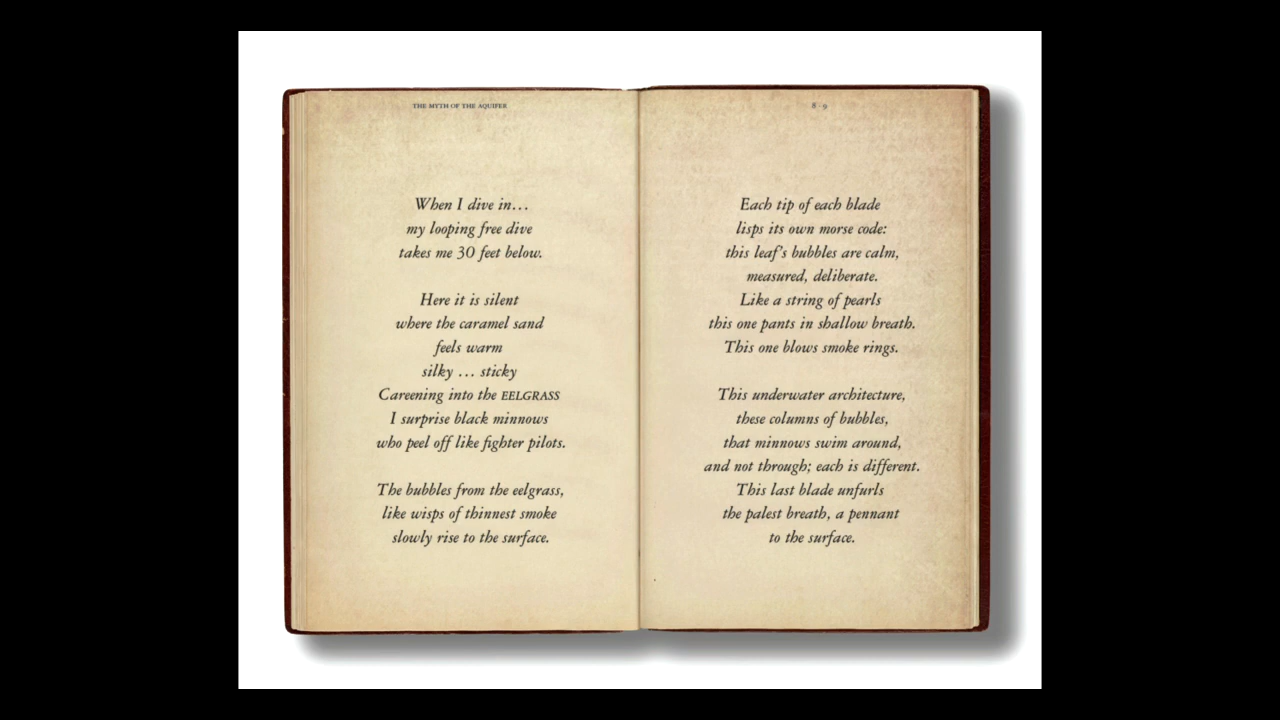 THE MYTH OF THE AQUIFER
When I dive in...
my looping free dive
takes me 30 feet below.
Here it is silent
where the caramel sand
feels warm
silky ... sticky
Careening into the EELGRASS
I surprise black minnows
who peel off like fighter pilots.
The bubbles from the eelgrass,
like wisps of thinnest smoke
slowly rise to the surface.
8 - 9
Each tip of each blade
lisps its own morse code:
this leaf's bubbles are calm,
measured, deliberate.
Like a string of pearls
this one pants in shallow breath.
This one blows smoke rings.
This underwater architecture,
these columns of bubbles,
that minnows swim around,
and not through; each is different.
This last blade unfurls
the palest breath, a pennant
to the surface.